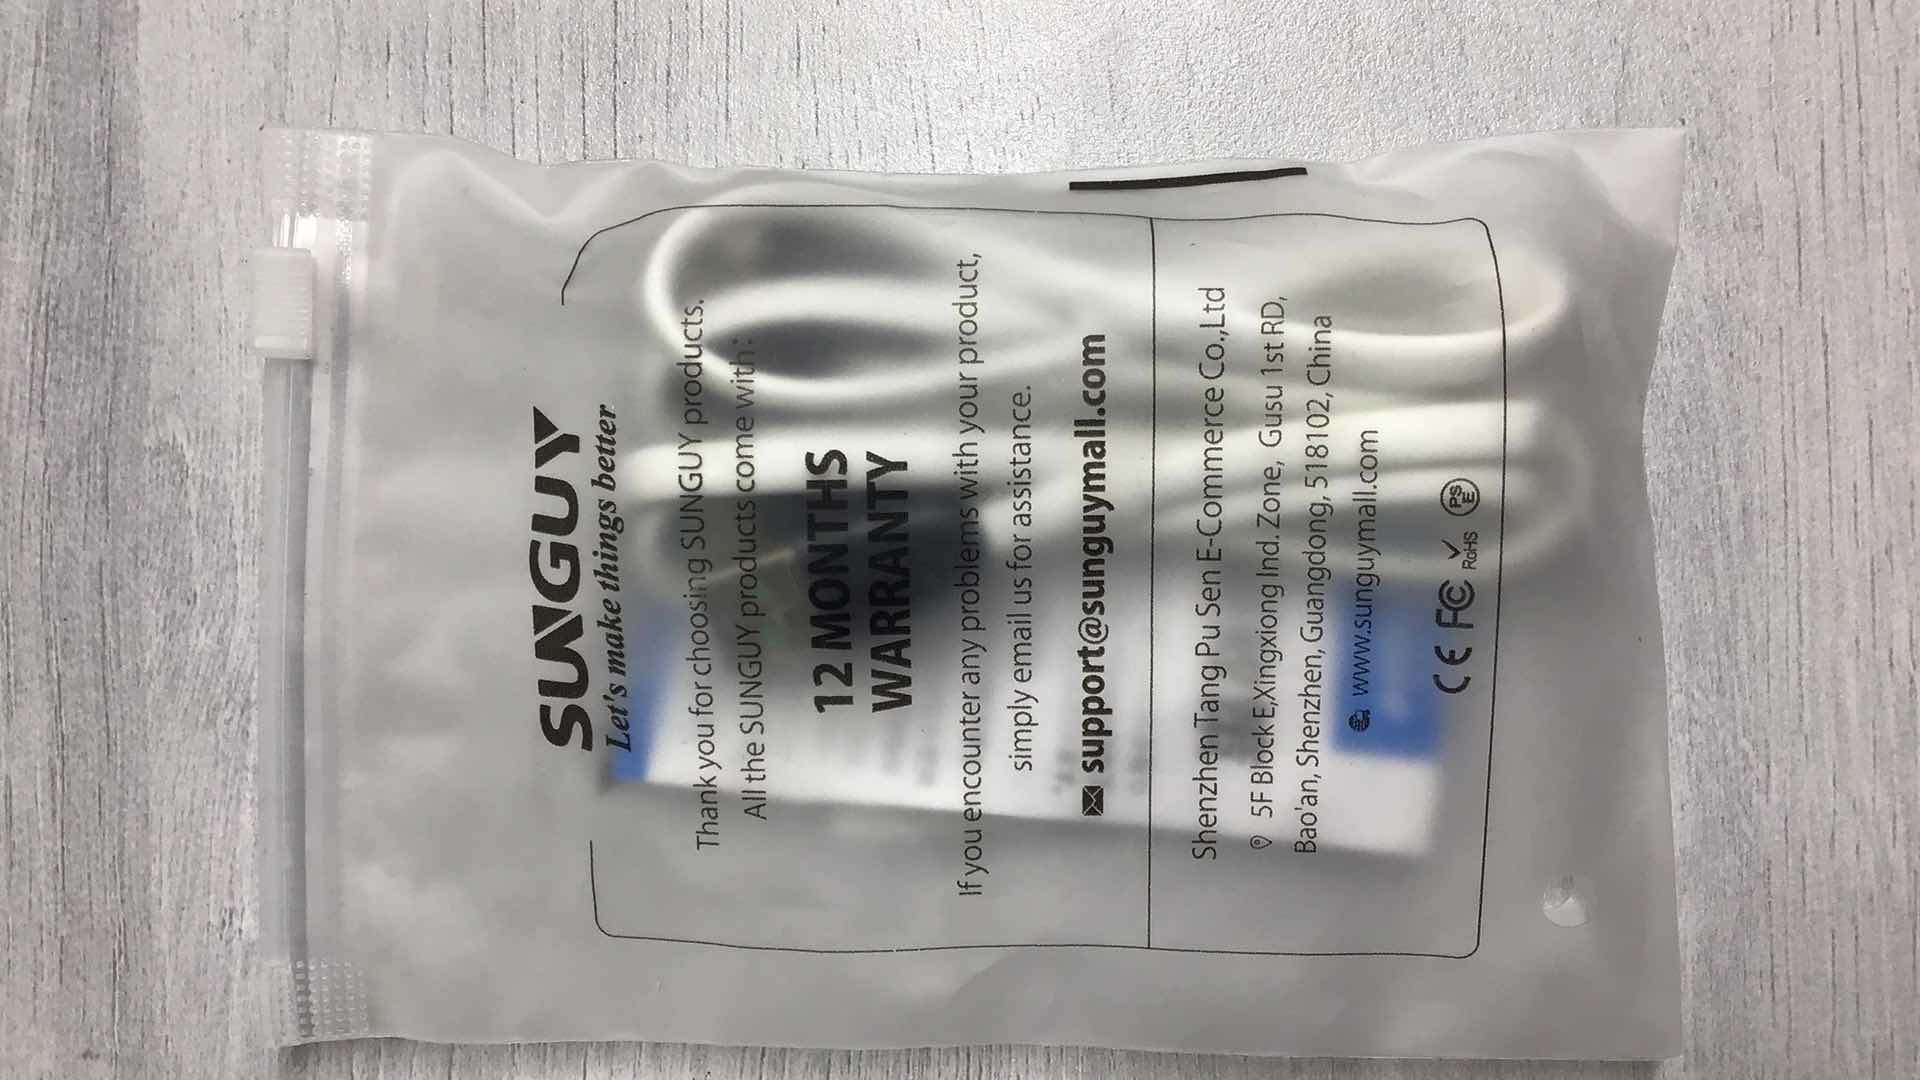 SUNGUY
Let's make things better
Thank you for choosing SUNGUY products.
All the SUNGUY products come with:
12 MONTHS
WARRANTY
If you encounter any problems with your product,
simply email us for assistance.
support@sunguymall.com
Shenzhen Tang Pu Sen E-Commerce Co.,Ltd
5F Block E,Xingxiong Ind. Zone, Gusu 1st RD,
Bao'an, Shenzhen, Guangdong, 518102, China
www.sunguymall.com
CE FC RoHS PSE